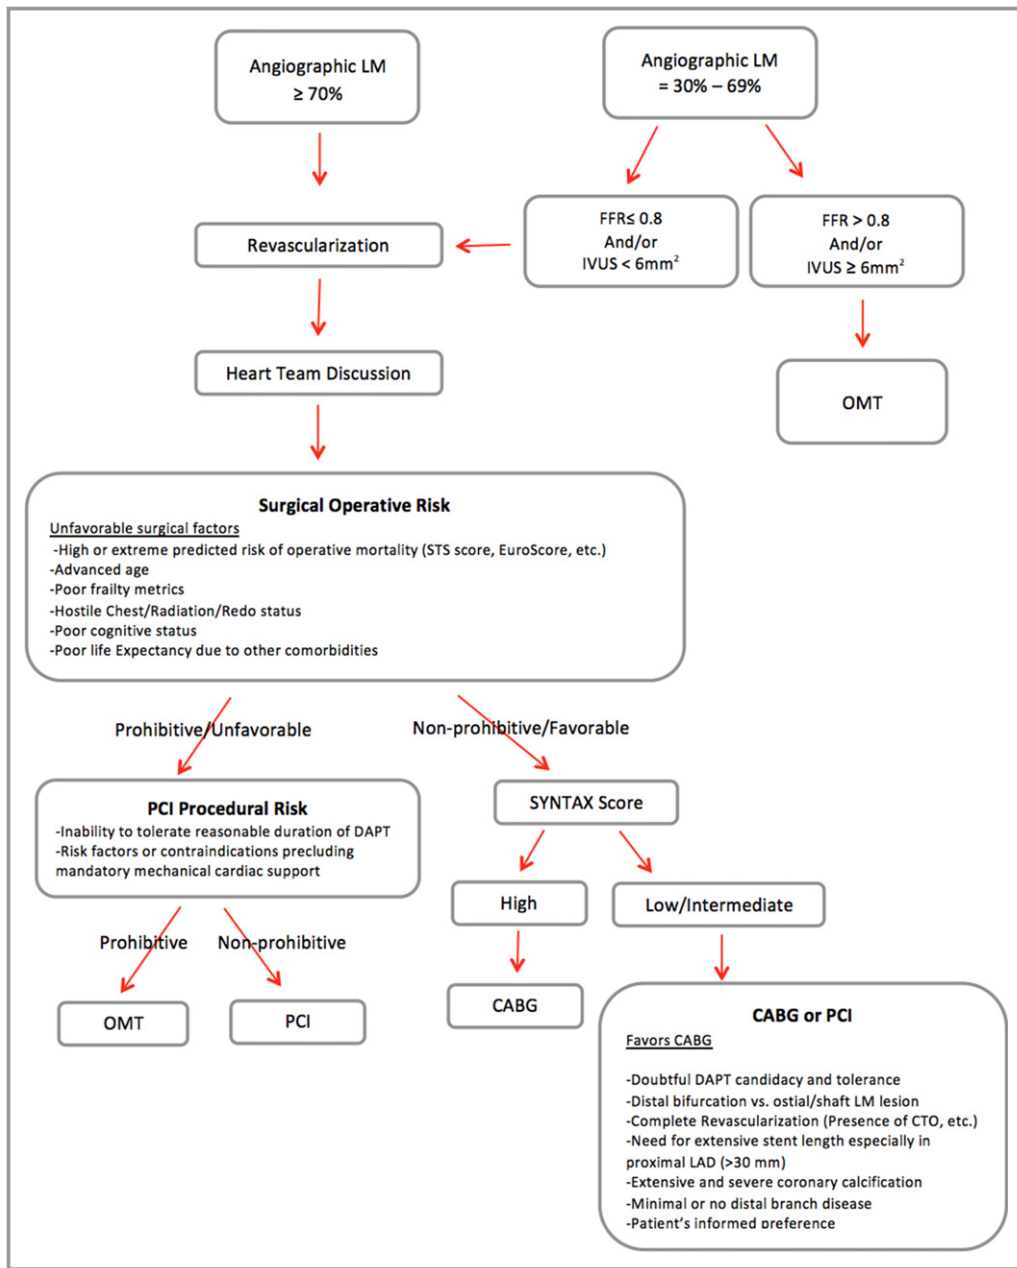 Angiographic LM
≥ 70%
Angiographic LM
= 30% – 69%
FFR≤ 0.8
And/or
IVUS < 6mm²
FFR > 0.8
And/or
IVUS ≥ 6mm²
Revascularization
Heart Team Discussion
OMT
Surgical Operative Risk
Unfavorable surgical factors
-High or extreme predicted risk of operative mortality (STS score, EuroScore, etc.)
-Advanced age
-Poor frailty metrics
-Hostile Chest/Radiation/Redo status
-Poor cognitive status
-Poor life Expectancy due to other comorbidities
Prohibitive/Unfavorable
Non-prohibitive/Favorable
PCI Procedural Risk
-Inability to tolerate reasonable duration of DAPT
-Risk factors or contraindications precluding
mandatory mechanical cardiac support
SYNTAX Score
High
Low/Intermediate
Prohibitive
Non-prohibitive
OMT
PCI
CABG
CABG or PCI
Favors CABG
-Doubtful DAPT candidacy and tolerance
-Distal bifurcation vs. ostial/shaft LM lesion
-Complete Revascularization (Presence of CTO, etc.)
-Need for extensive stent length especially in
proximal LAD (>30 mm)
-Extensive and severe coronary calcification
-Minimal or no distal branch disease
-Patient's informed preference